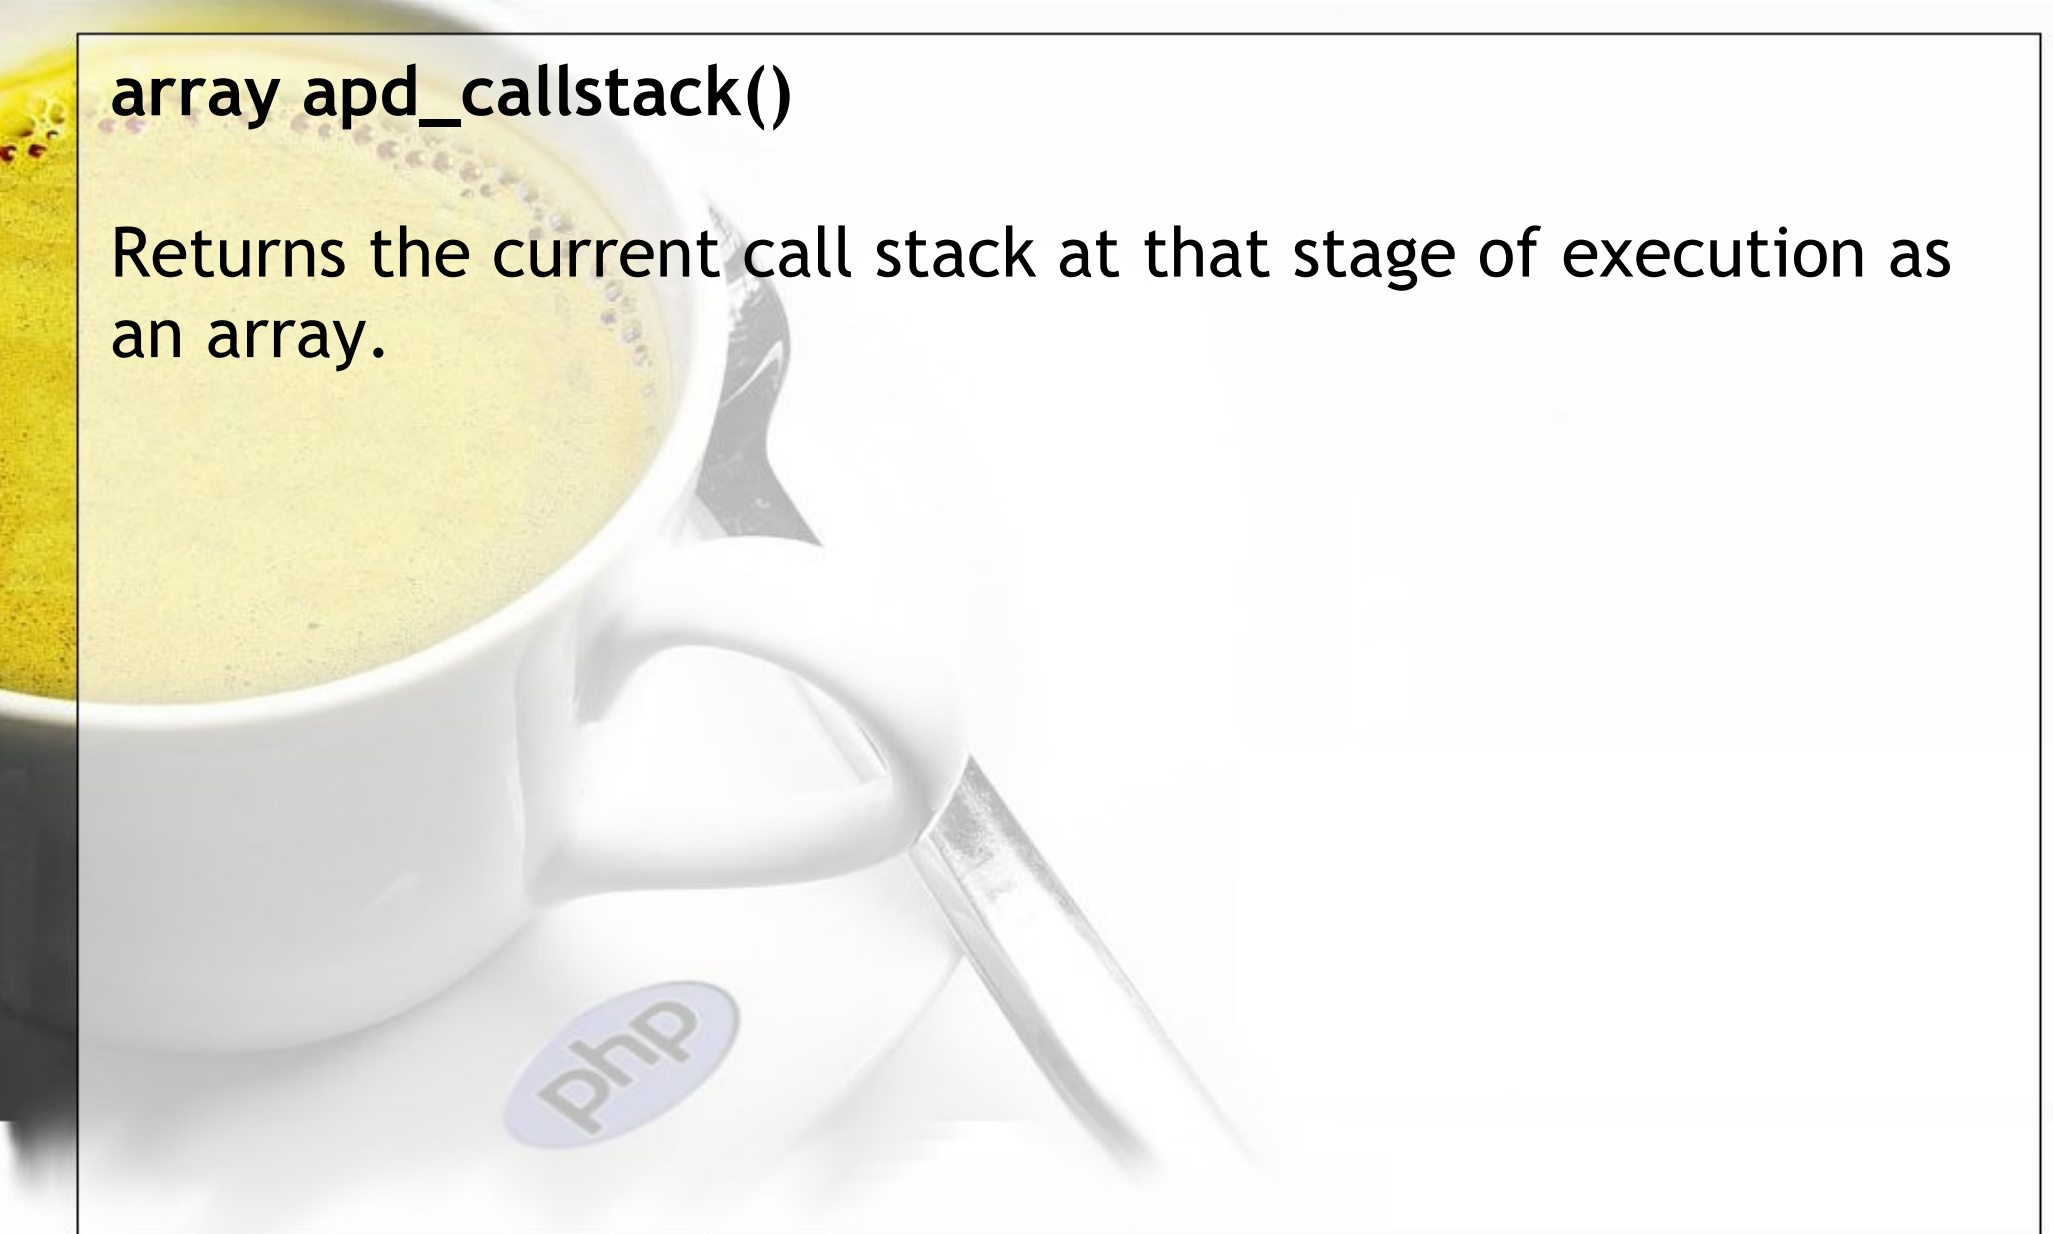 array apd_callstack()
Returns the current call stack at that stage of execution as
an array.
php